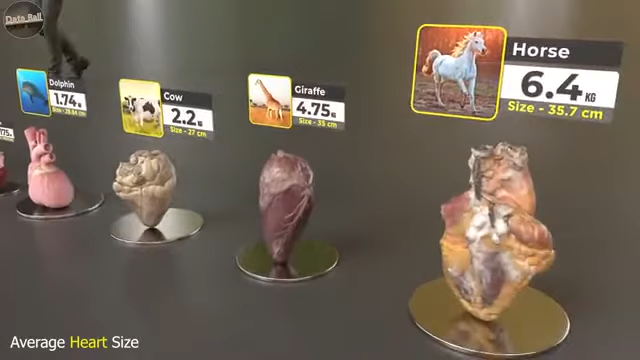 Data Ball
Dolphin
1.74
Cow
2.2
Size - 27 cm
Giraffe
4.75
Size - 35 cm
Horse
6.4 KG
Size - 35.7 cm
Average Heart Size